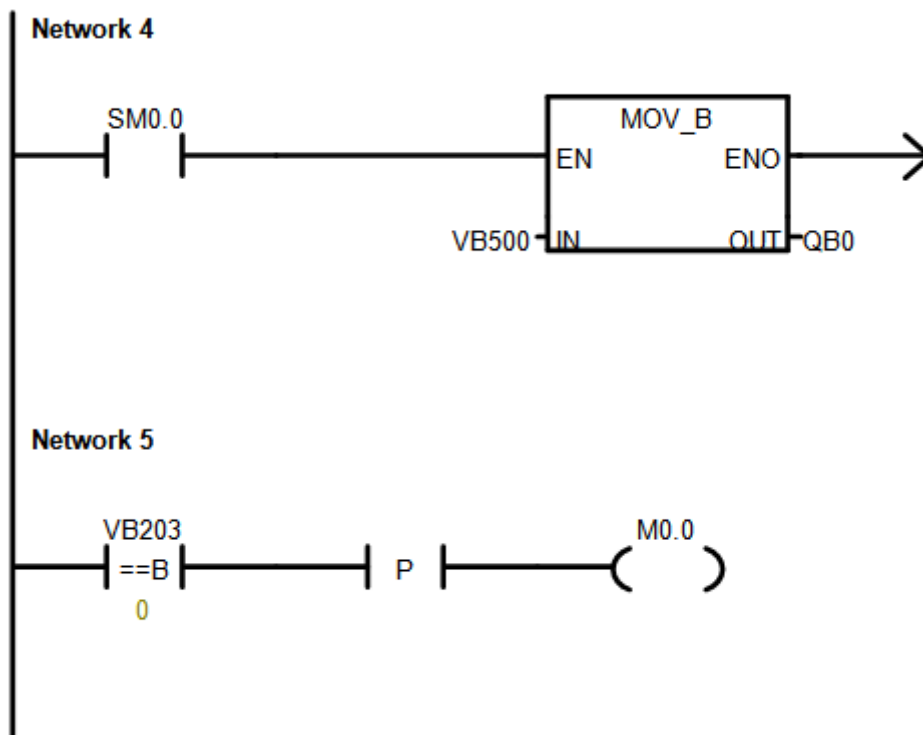 Network 4
SM0.0
MOV_B
EN ENO
VB500 IN OUT QB0
Network 5
VB203 M0.0
==B P
0